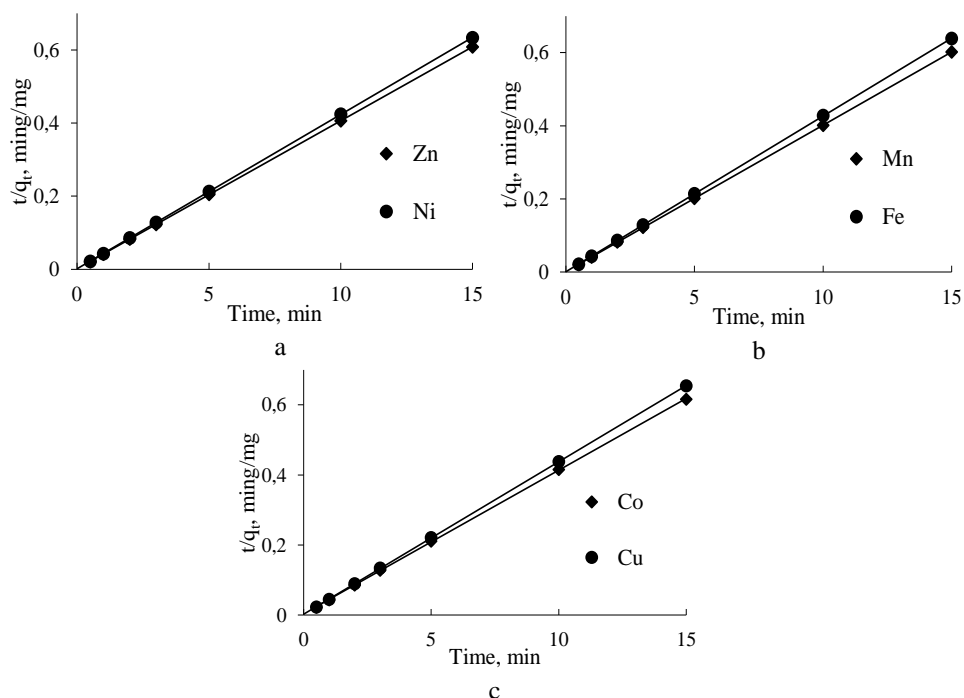 0,6
0,4
0,2
0
t/qt, ming/mg
Zn
Ni
0 5 10 15
Time, min
a
0,6
0,4
0,2
0
t/qt, ming/mg
Mn
Fe
0 5 10 15
Time, min
b
0,6
0,4
0,2
0
t/qt, ming/mg
Co
Cu
0 5 10 15
Time, min
c